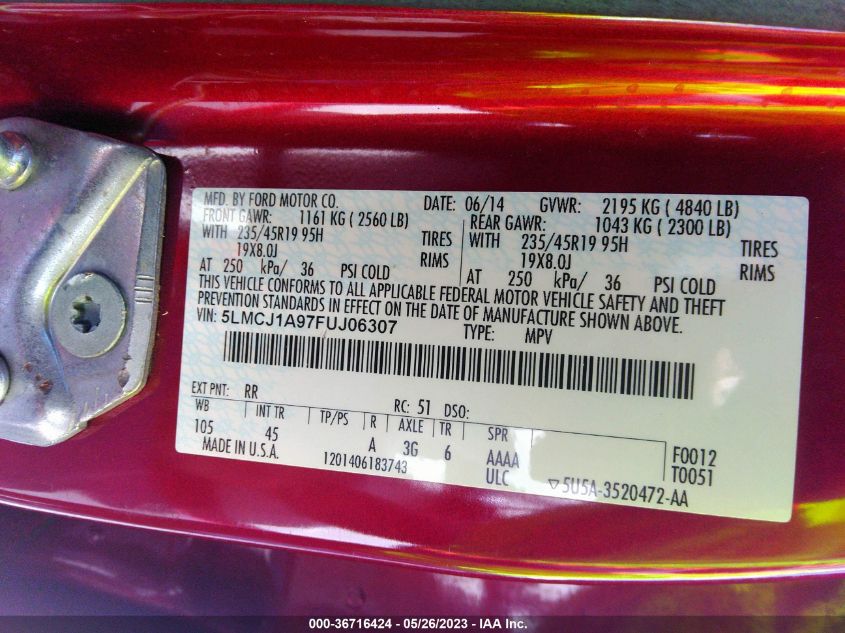 MFD. BY FORD MOTOR CO. DATE: 06/14 GVWR: 2195 KG ( 4840 LB)
FRONT GAWR: 1161 KG ( 2560 LB) REAR GAWR: 1043 KG ( 2300 LB)
WITH 235/45R19 95H TIRES WITH 235/45R19 95H TIRES
19X8.0J RIMS 19X8.0J RIMS
AT 250 kPa/ 36 PSI COLD AT 250 kPa/ 36 PSI COLD
THIS VEHICLE CONFORMS TO ALL APPLICABLE FEDERAL MOTOR VEHICLE SAFETY AND THEFT
PREVENTION STANDARDS IN EFFECT ON THE DATE OF MANUFACTURE SHOWN ABOVE.
VIN: 5LMCJ1A97FUJ06307 TYPE: MPV
EXT PNT: RR RC: 51 DSO:
WB INT TR TP/PS R AXLE TR SPR
105 45 A 3G 6 AAAA F0012
MADE IN U.S.A. 1201406183743 ULC T0051
▽5U5A-3520472-AA
000-36716424 - 05/26/2023 - IAA Inc.